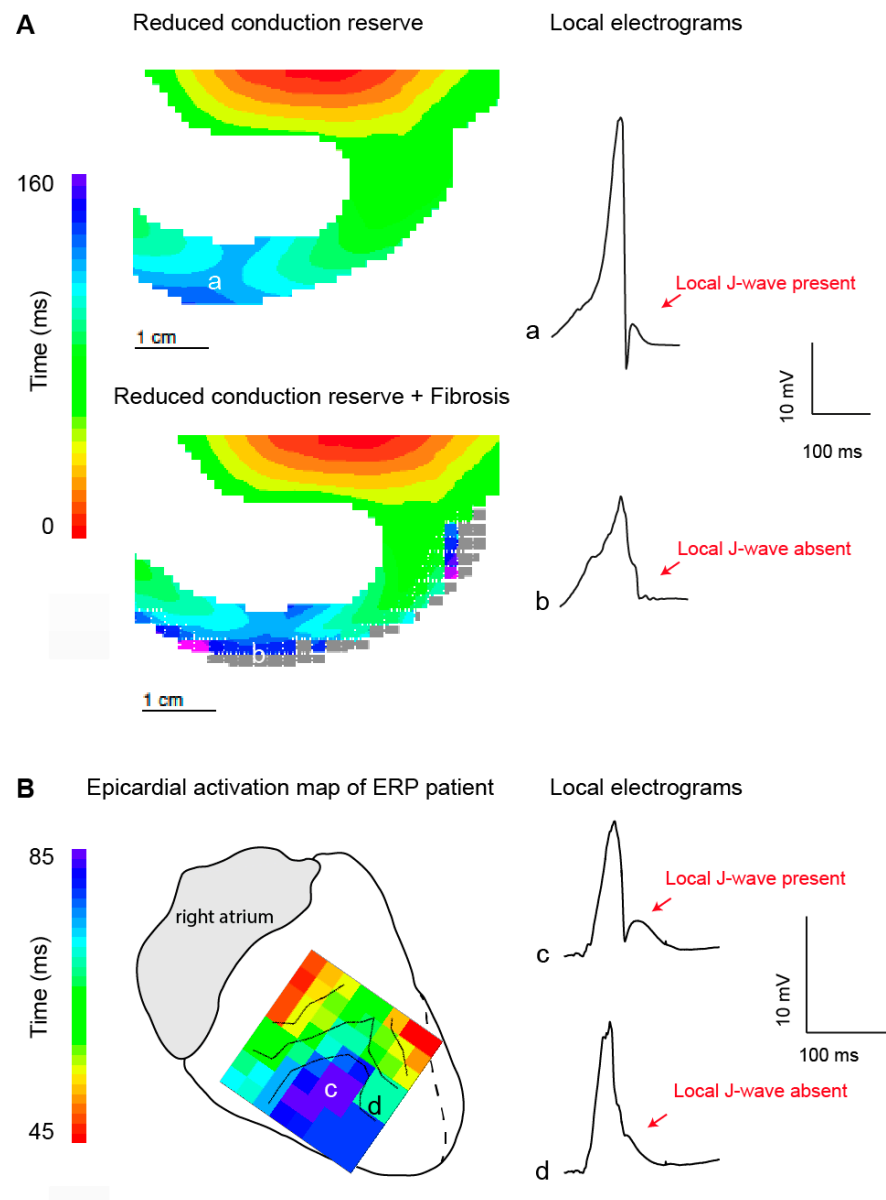 A
Reduced conduction reserve
Local electrograms
160
Time (ms)
0
a
1 cm
a
Local J-wave present
10 mV
100 ms
Reduced conduction reserve + Fibrosis
b
1 cm
b
Local J-wave absent
B
Epicardial activation map of ERP patient
Local electrograms
85
Time (ms)
45
right atrium
c
d
c
Local J-wave present
10 mV
100 ms
d
Local J-wave absent